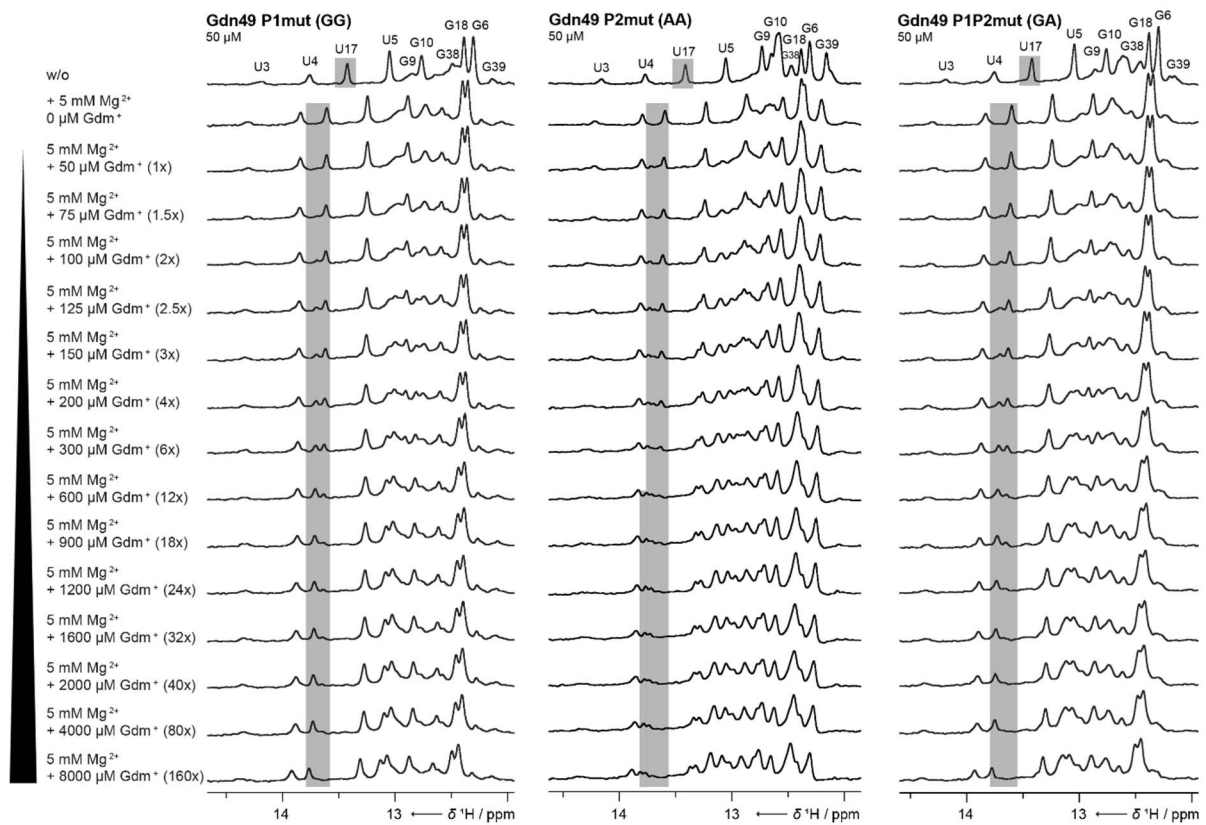 Gdn49 P1mut (GG)
50 µM
U3
U4
U17
U5
G9
G10
G38
G18
G6
G39
Gdn49 P2mut (AA)
50 µM
U3
U4
U17
U5
G9
G10
G38
G18
G6
G39
Gdn49 P1P2mut (GA)
50 µM
U3
U4
U17
U5
G9
G10
G38
G18
G6
G39
w/o
+ 5 mM Mg²⁺
0 µM Gdm⁺
5 mM Mg²⁺
+ 50 µM Gdm⁺ (1x)
5 mM Mg²⁺
+ 75 µM Gdm⁺ (1.5x)
5 mM Mg²⁺
+ 100 µM Gdm⁺ (2x)
5 mM Mg²⁺
+ 125 µM Gdm⁺ (2.5x)
5 mM Mg²⁺
+ 150 µM Gdm⁺ (3x)
5 mM Mg²⁺
+ 200 µM Gdm⁺ (4x)
5 mM Mg²⁺
+ 300 µM Gdm⁺ (6x)
5 mM Mg²⁺
+ 600 µM Gdm⁺ (12x)
5 mM Mg²⁺
+ 900 µM Gdm⁺ (18x)
5 mM Mg²⁺
+ 1200 µM Gdm⁺ (24x)
5 mM Mg²⁺
+ 1600 µM Gdm⁺ (32x)
5 mM Mg²⁺
+ 2000 µM Gdm⁺ (40x)
5 mM Mg²⁺
+ 4000 µM Gdm⁺ (80x)
5 mM Mg²⁺
+ 8000 µM Gdm⁺ (160x)
14 13 ← δ ¹H / ppm
14 13 ← δ ¹H / ppm
14 13 ← δ ¹H / ppm